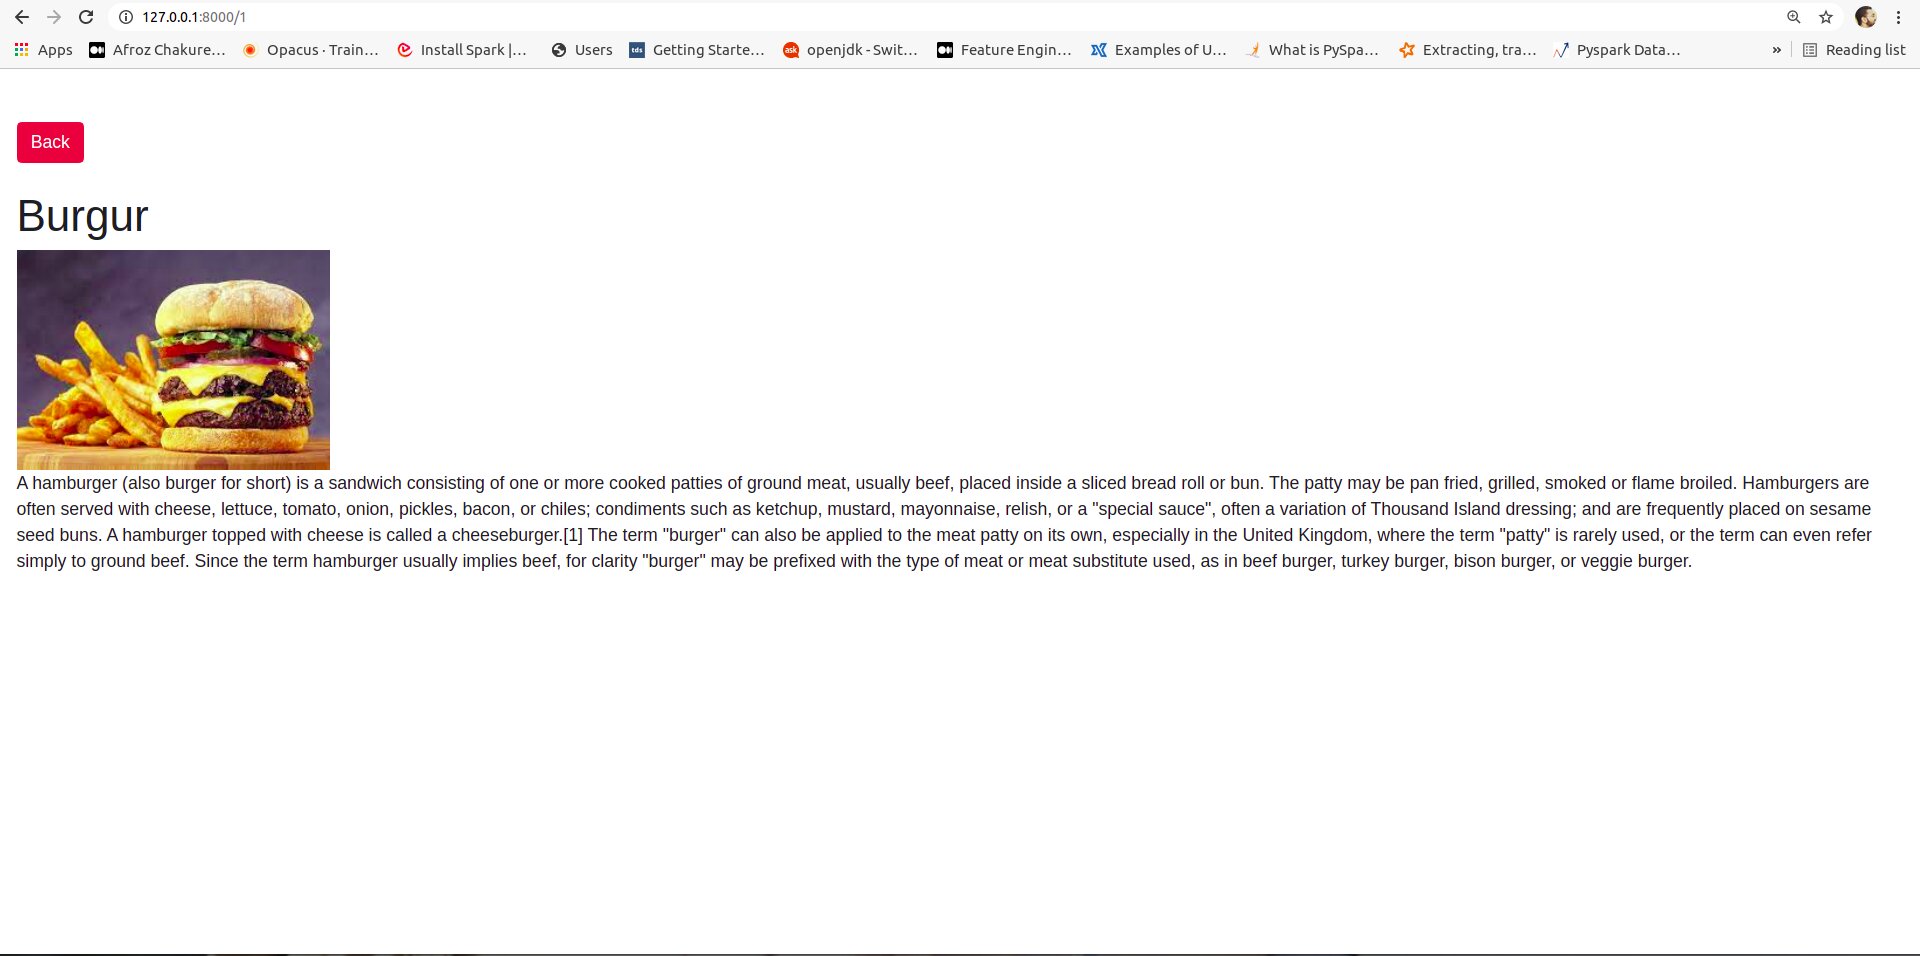 127.0.0.1:8000/1
Apps Afroz Chakure... Opacus · Train... Install Spark |... Users tds Getting Starte... ask openjdk - Swit... Feature Engin... Examples of U... What is PySpa... Extracting, tra... Pyspark Data... » Reading list
Back
Burgur
A hamburger (also burger for short) is a sandwich consisting of one or more cooked patties of ground meat, usually beef, placed inside a sliced bread roll or bun. The patty may be pan fried, grilled, smoked or flame broiled. Hamburgers are
often served with cheese, lettuce, tomato, onion, pickles, bacon, or chiles; condiments such as ketchup, mustard, mayonnaise, relish, or a "special sauce", often a variation of Thousand Island dressing; and are frequently placed on sesame
seed buns. A hamburger topped with cheese is called a cheeseburger.[1] The term "burger" can also be applied to the meat patty on its own, especially in the United Kingdom, where the term "patty" is rarely used, or the term can even refer
simply to ground beef. Since the term hamburger usually implies beef, for clarity "burger" may be prefixed with the type of meat or meat substitute used, as in beef burger, turkey burger, bison burger, or veggie burger.